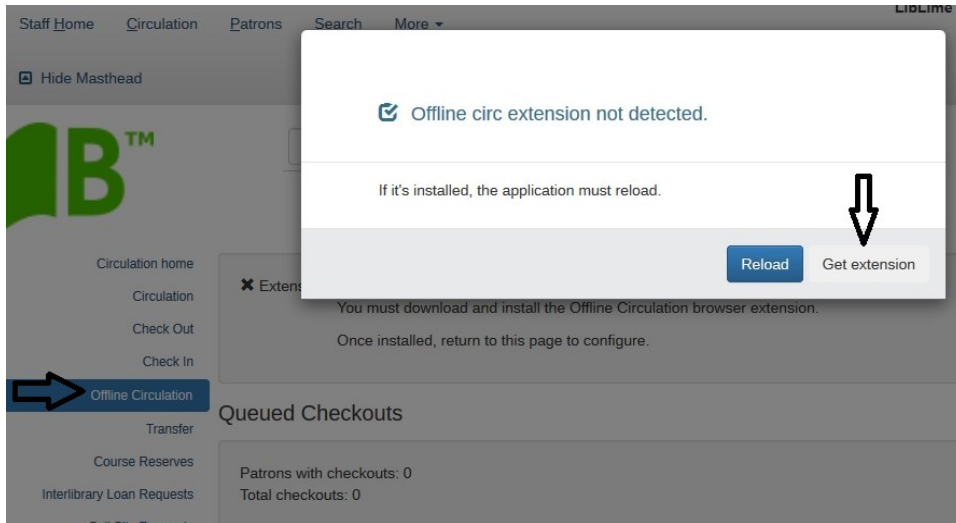 LibLime
Staff Home Circulation Patrons Search More
Hide Masthead
B™
Offline circ extension not detected.
If it's installed, the application must reload.
Reload Get extension
Circulation home
Circulation
Check Out
Check In
Offline Circulation
Transfer
Course Reserves
Interlibrary Loan Requests
Extens
You must download and install the Offline Circulation browser extension.
Once installed, return to this page to configure.
Queued Checkouts
Patrons with checkouts: 0
Total checkouts: 0